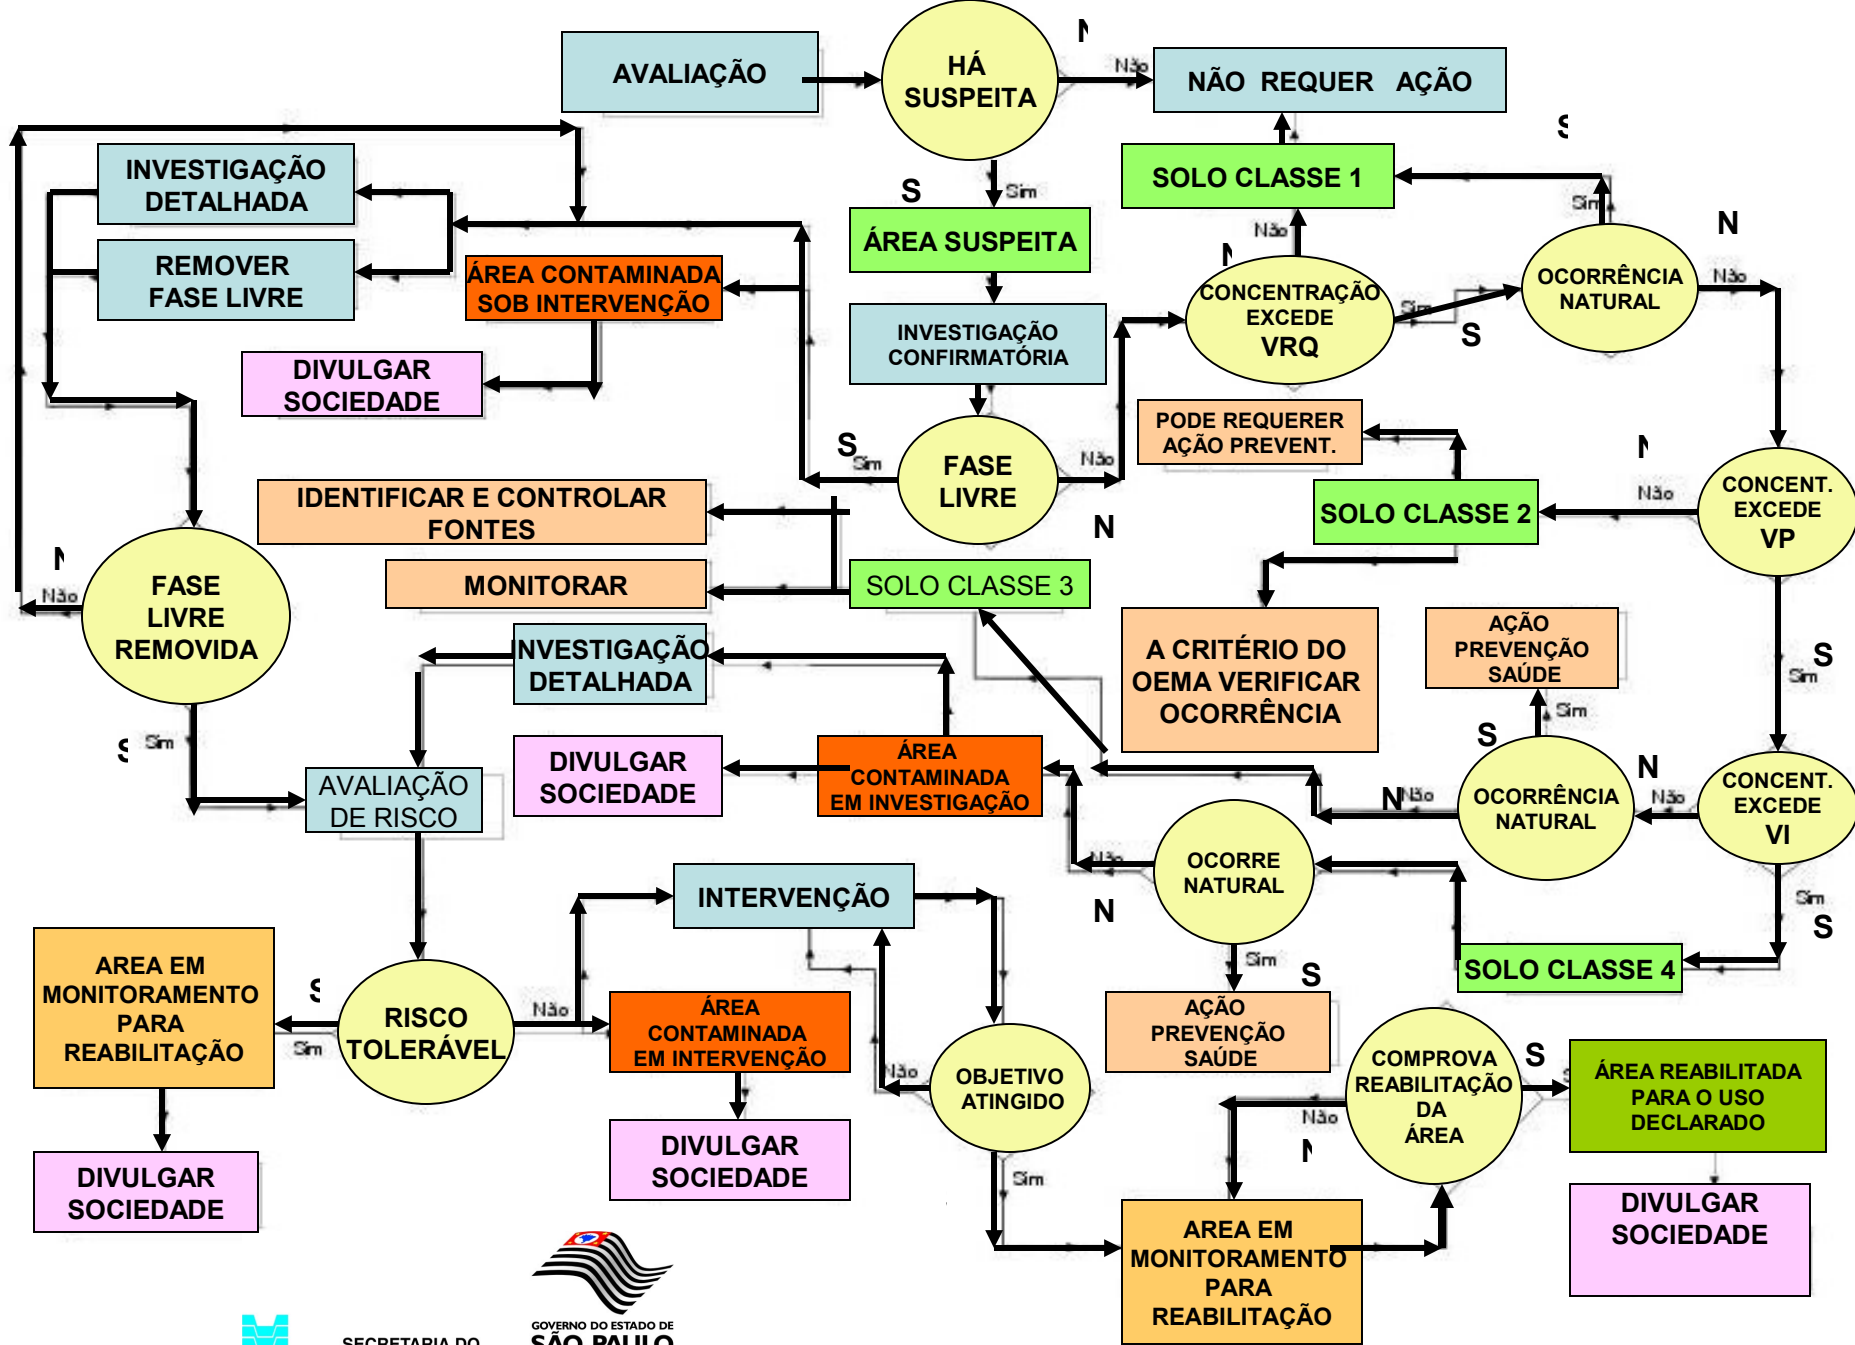 AVALIAÇÃO
HÁ
SUSPEITA
N
Não
NÃO REQUER AÇÃO
S
Sim
SOLO CLASSE 1
S
Sim
INVESTIGAÇÃO
DETALHADA
REMOVER
FASE LIVRE
ÁREA CONTAMINADA
SOB INTERVENÇÃO
DIVULGAR
SOCIEDADE
ÁREA SUSPEITA
INVESTIGAÇÃO
CONFIRMATÓRIA
Não
N
CONCENTRAÇÃO
EXCEDE
VRQ
Sim
S
OCORRÊNCIA
NATURAL
N
Não
S
Sim
FASE
LIVRE
Não
N
PODE REQUERER
AÇÃO PREVENT.
SOLO CLASSE 2
N
Não
CONCENT.
EXCEDE
VP
IDENTIFICAR E CONTROLAR
FONTES
MONITORAR
SOLO CLASSE 3
N
Não
FASE
LIVRE
REMOVIDA
S
Sim
INVESTIGAÇÃO
DETALHADA
A CRITÉRIO DO
OEMA VERIFICAR
OCORRÊNCIA
AÇÃO
PREVENÇÃO
SAÚDE
S
Sim
S
Sim
AVALIAÇÃO
DE RISCO
DIVULGAR
SOCIEDADE
ÁREA
CONTAMINADA
EM INVESTIGAÇÃO
N
Não
OCORRÊNCIA
NATURAL
N
Não
CONCENT.
EXCEDE
VI
Não
N
OCORRE
NATURAL
Sim
S
Sim
S
SOLO CLASSE 4
INTERVENÇÃO
AREA EM
MONITORAMENTO
PARA
REABILITAÇÃO
S
Sim
RISCO
TOLERÁVEL
Não
ÁREA
CONTAMINADA
EM INTERVENÇÃO
Não
OBJETIVO
ATINGIDO
AÇÃO
PREVENÇÃO
SAÚDE
COMPROVA
REABILITAÇÃO
DA
ÁREA
S
ÁREA REABILITADA
PARA O USO
DECLARADO
Não
N
DIVULGAR
SOCIEDADE
DIVULGAR
SOCIEDADE
Sim
AREA EM
MONITORAMENTO
PARA
REABILITAÇÃO
DIVULGAR
SOCIEDADE
SECRETARIA DO
GOVERNO DO ESTADO DE
SÃO PAULO